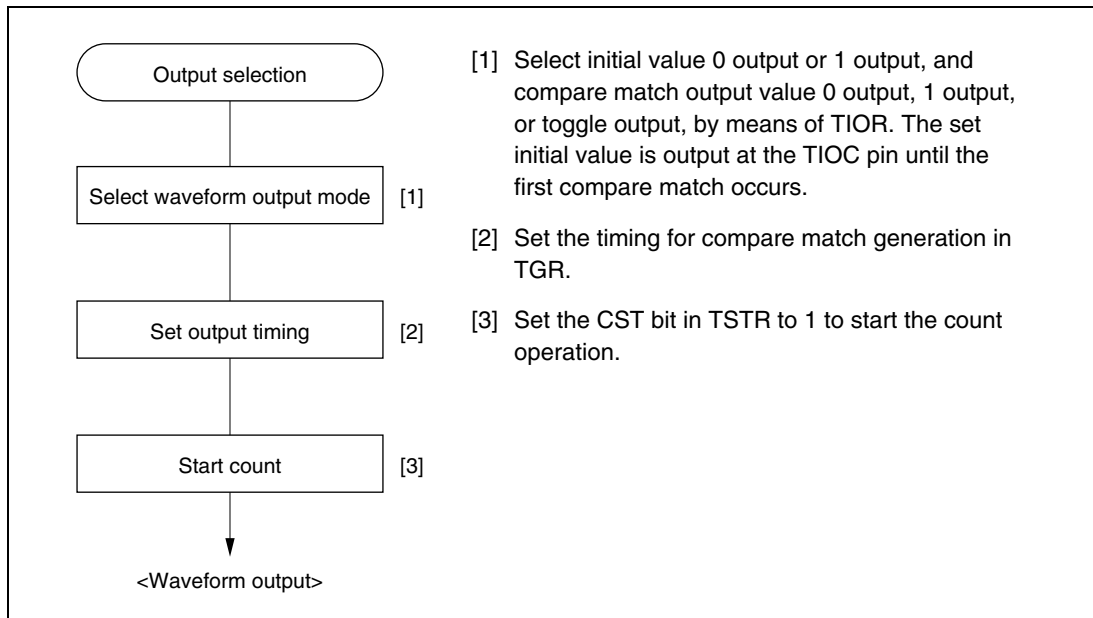 Output selection
Select waveform output mode [1]
Set output timing [2]
Start count [3]
<Waveform output>
[1] Select initial value 0 output or 1 output, and
compare match output value 0 output, 1 output,
or toggle output, by means of TIOR. The set
initial value is output at the TIOC pin until the
first compare match occurs.
[2] Set the timing for compare match generation in
TGR.
[3] Set the CST bit in TSTR to 1 to start the count
operation.